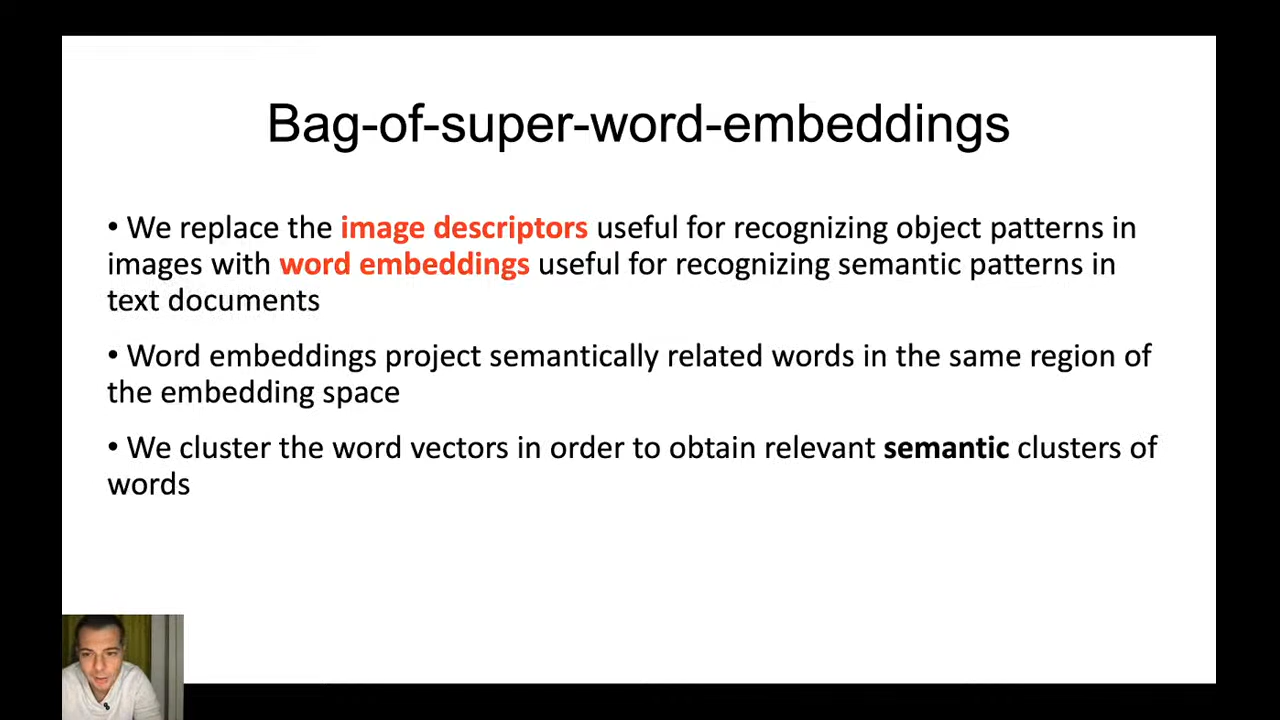 Bag-of-super-word-embeddings
• We replace the image descriptors useful for recognizing object patterns in
images with word embeddings useful for recognizing semantic patterns in
text documents
• Word embeddings project semantically related words in the same region of
the embedding space
• We cluster the word vectors in order to obtain relevant semantic clusters of
words